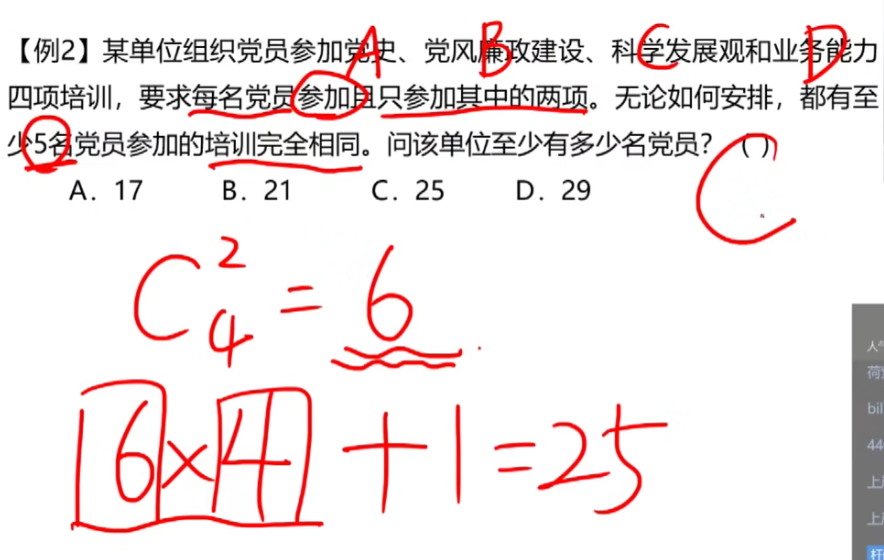 A B C D
【例2】某单位组织党员参加党史、党风廉政建设、科学发展观和业务能力
四项培训，要求每名党员参加且只参加其中的两项。无论如何安排，都有至
少5名党员参加的培训完全相同。问该单位至少有多少名党员？（ ）
A. 17 B. 21 C. 25 D. 29
C
C₄² = 6
6×4+1=25
人气
bil
44
上
上